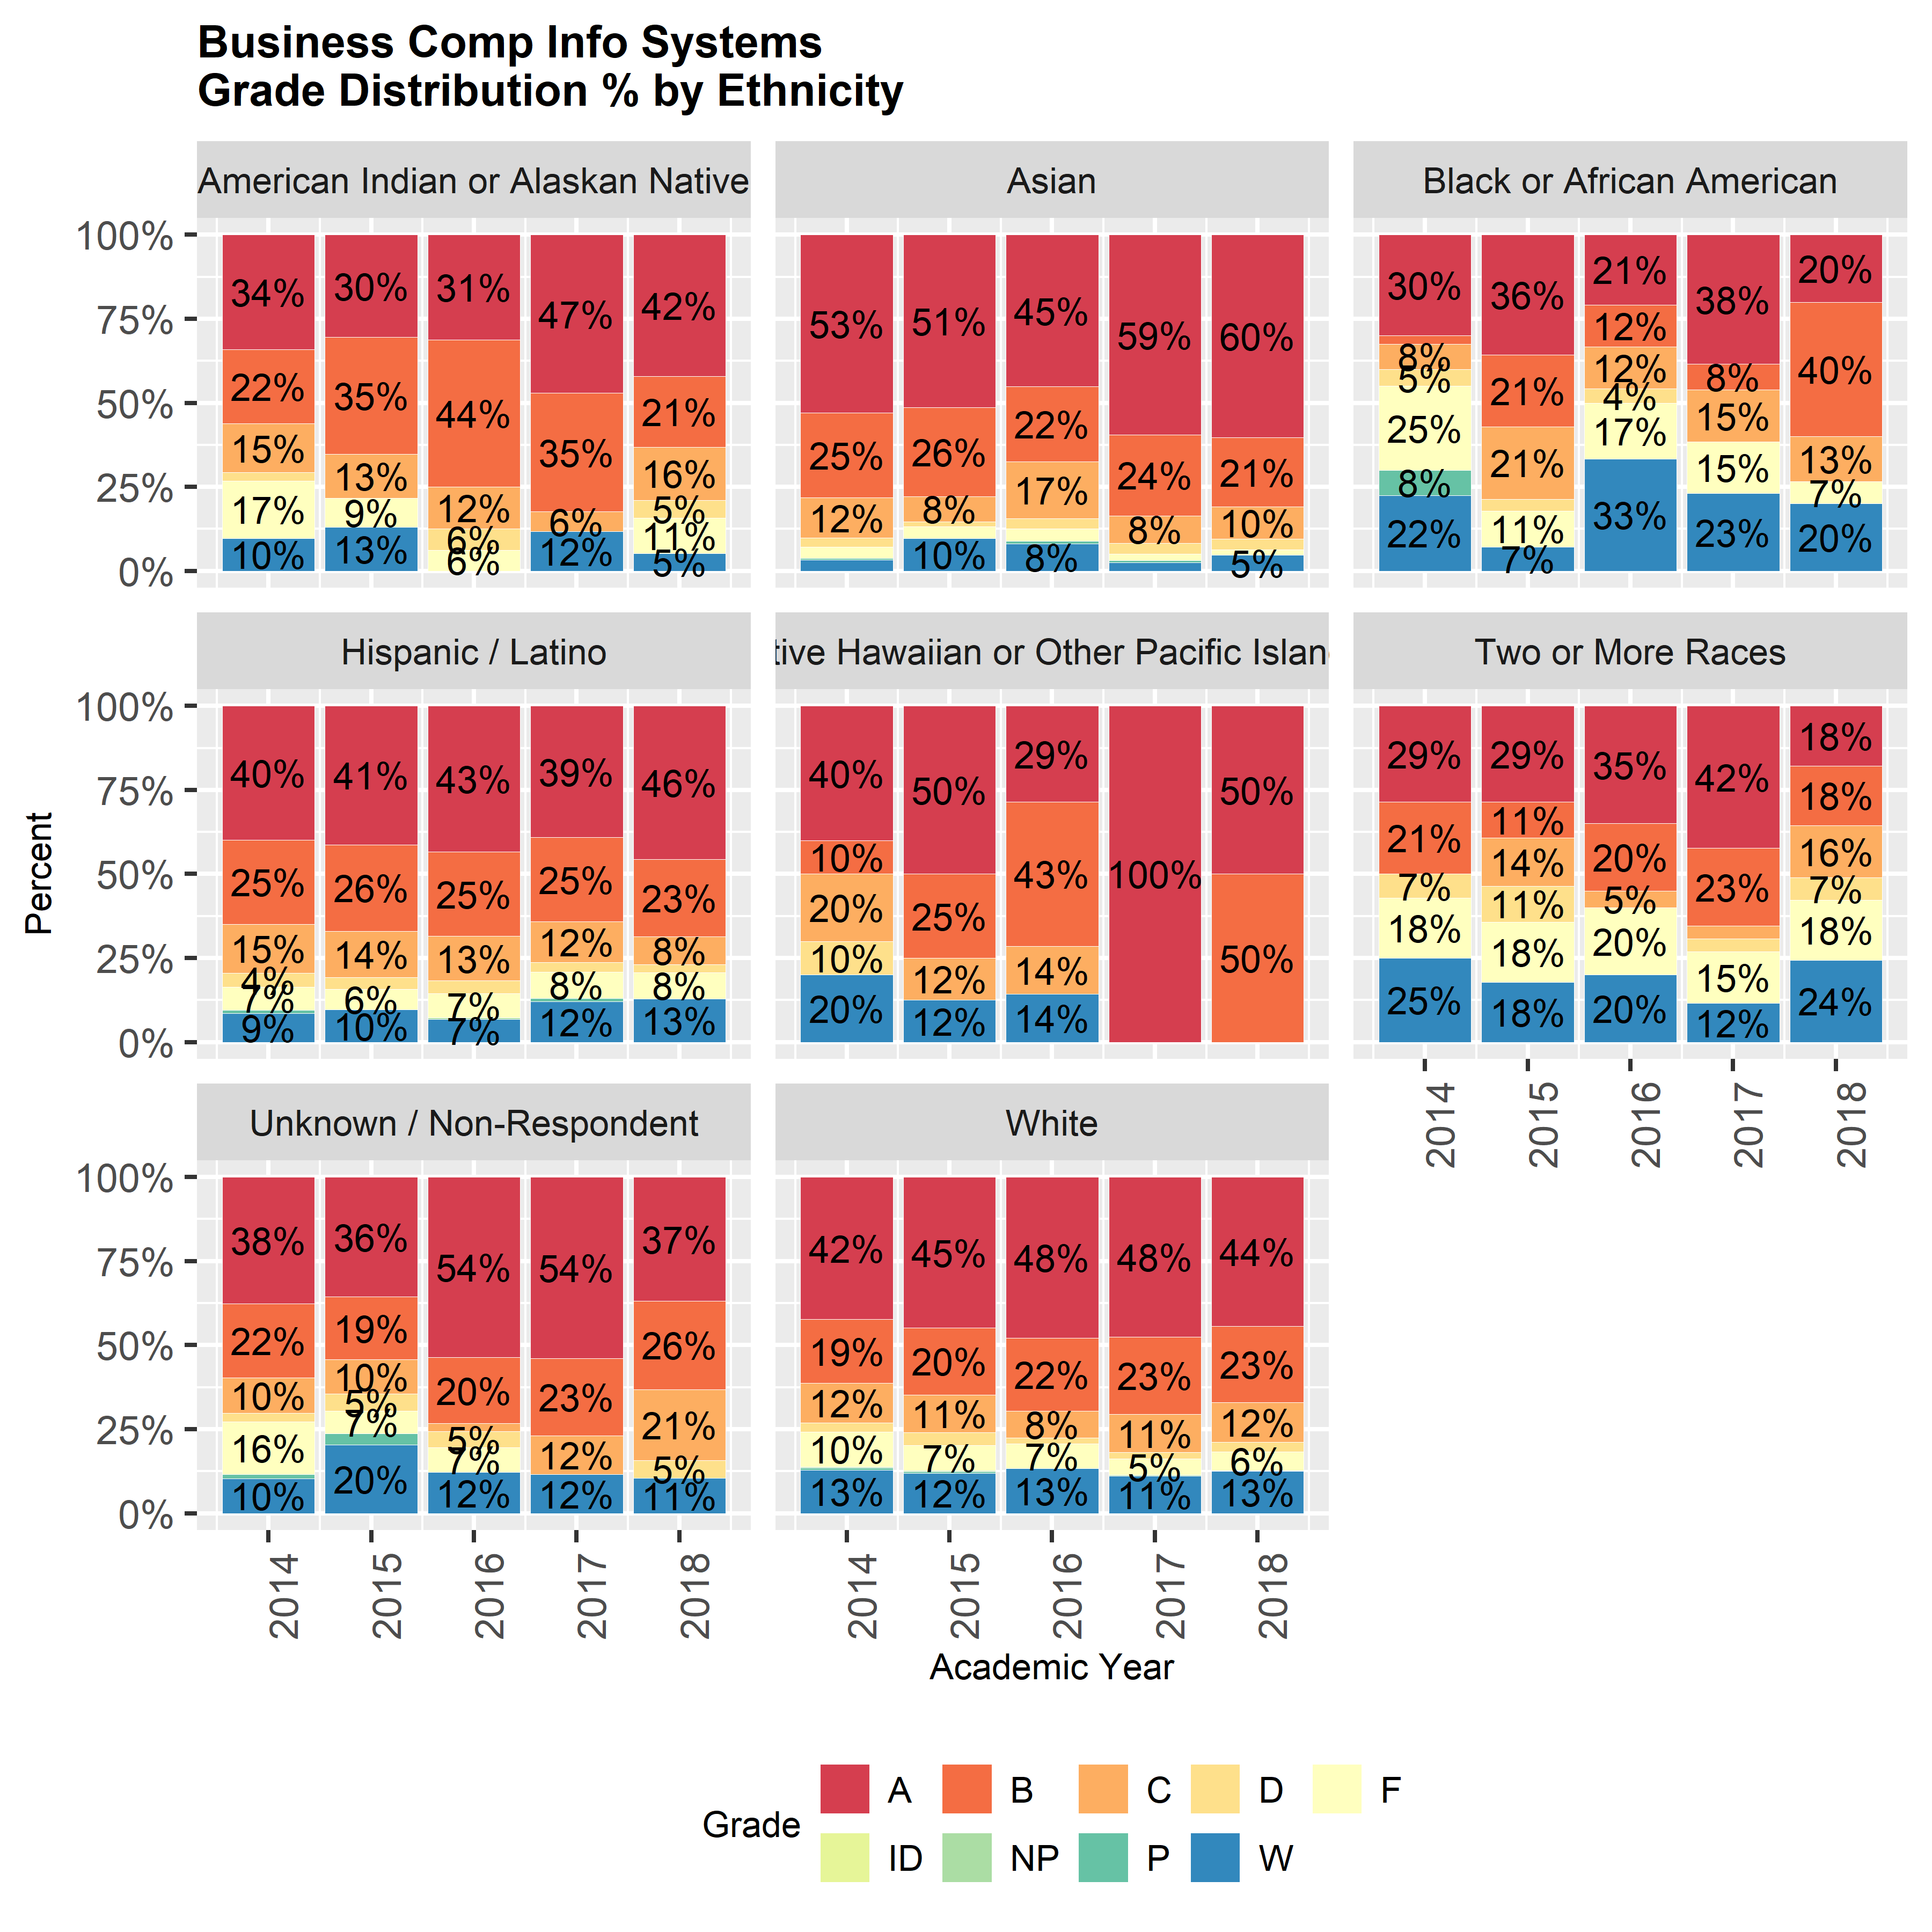 Business Comp Info Systems
Grade Distribution % by Ethnicity
American Indian or Alaskan Native
Asian
Black or African American
100%
75%
50%
25%
0%
34% 30% 31% 47% 42%
22% 35% 44% 35% 21%
15% 13% 12% 6% 16%
17% 9% 6% 12% 5%
10% 13% 6% 11%
5%
53% 51% 45% 59% 60%
25% 26% 22% 24% 21%
12% 8% 17% 8% 10%
10% 8% 5%
30% 36% 21% 38% 20%
8% 21% 12% 8% 40%
5% 21% 12% 15% 13%
25% 11% 4% 15% 7%
8% 7% 17% 23% 20%
22% 33%
Hispanic / Latino
tive Hawaiian or Other Pacific Islan
Two or More Races
100%
75%
50%
25%
0%
40% 41% 43% 39% 46%
25% 26% 25% 25% 23%
15% 14% 13% 12% 8%
4% 6% 7% 8% 8%
7% 10% 7% 12% 13%
9%
40% 50% 29% 100% 50%
10% 25% 43% 50%
20% 12% 14%
10% 12% 14%
20%
29% 29% 35% 42% 18%
21% 11% 20% 23% 18%
7% 14% 5% 15% 16%
18% 11% 20% 12% 7%
25% 18% 20% 18%
18% 24%
2014 2015 2016 2017 2018
Unknown / Non-Respondent
White
100%
75%
50%
25%
0%
38% 36% 54% 54% 37%
22% 19% 20% 23% 26%
10% 10% 5% 12% 21%
16% 5% 7% 12% 5%
10% 7% 12% 11%
20%
42% 45% 48% 48% 44%
19% 20% 22% 23% 23%
12% 11% 8% 11% 12%
10% 7% 7% 5% 6%
13% 12% 13% 11% 13%
2014 2015 2016 2017 2018
2014 2015 2016 2017 2018
Percent
Academic Year
Grade
A B C D F
ID NP P W